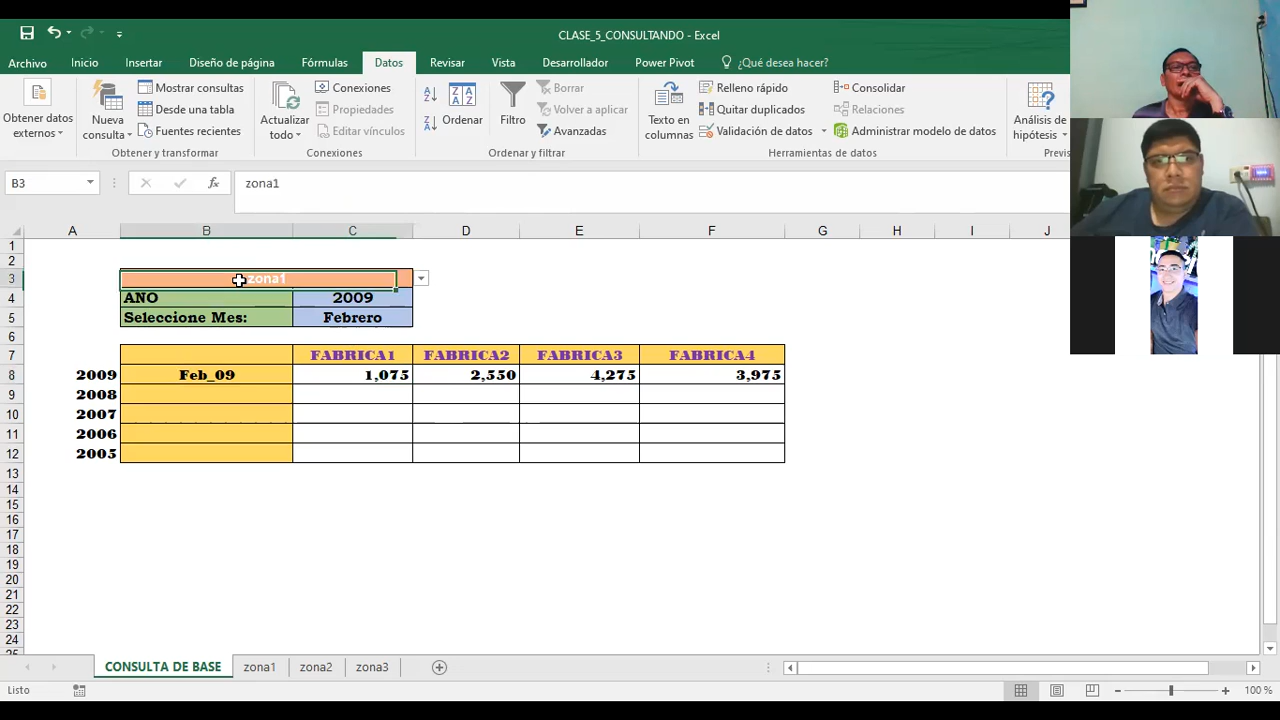 CLASE_5_CONSULTANDO - Excel
Archivo Inicio Insertar Diseño de página Fórmulas Datos Revisar Vista Desarrollador Power Pivot ¿Qué desea hacer?
Obtener datos externos
Nueva consulta
Mostrar consultas
Desde una tabla
Fuentes recientes
Obtener y transformar
Actualizar todo
Conexiones
Propiedades
Editar vínculos
Conexiones
Ordenar
Filtro
Borrar
Volver a aplicar
Avanzadas
Ordenar y filtrar
Texto en columnas
Relleno rápido
Quitar duplicados
Validación de datos
Consolidar
Relaciones
Administrar modelo de datos
Herramientas de datos
Análisis de hipótesis
Previs
B3 fx zona1
A B C D E F G H I J
1
2
3 zona1
4 ANO 2009
5 Seleccione Mes: Febrero
6
7 FABRICA1 FABRICA2 FABRICA3 FABRICA4
8 2009 Feb_09 1,075 2,550 4,275 3,975
9 2008
10 2007
11 2006
12 2005
13
14
15
16
17
18
19
20
21
22
23
24
CONSULTA DE BASE zona1 zona2 zona3
Listo 100 %